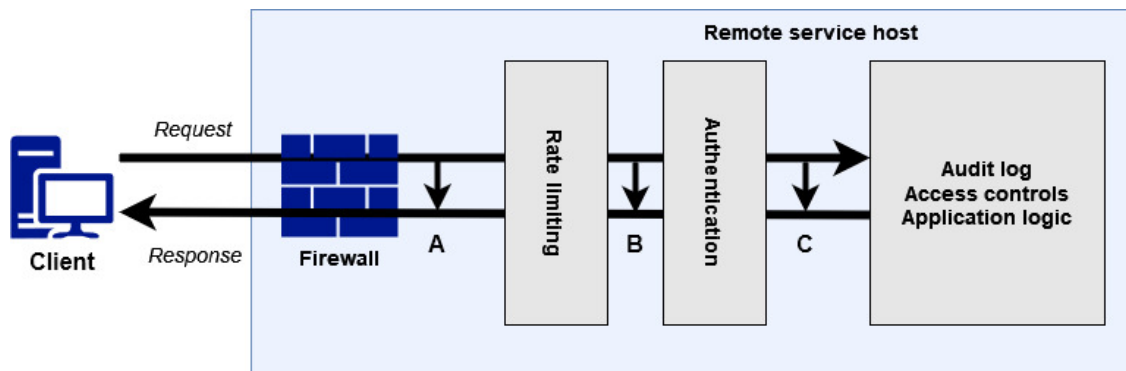 Remote service host
Request
Response
Client
Firewall
A
Rate limiting
B
Authentication
C
Audit log
Access controls
Application logic